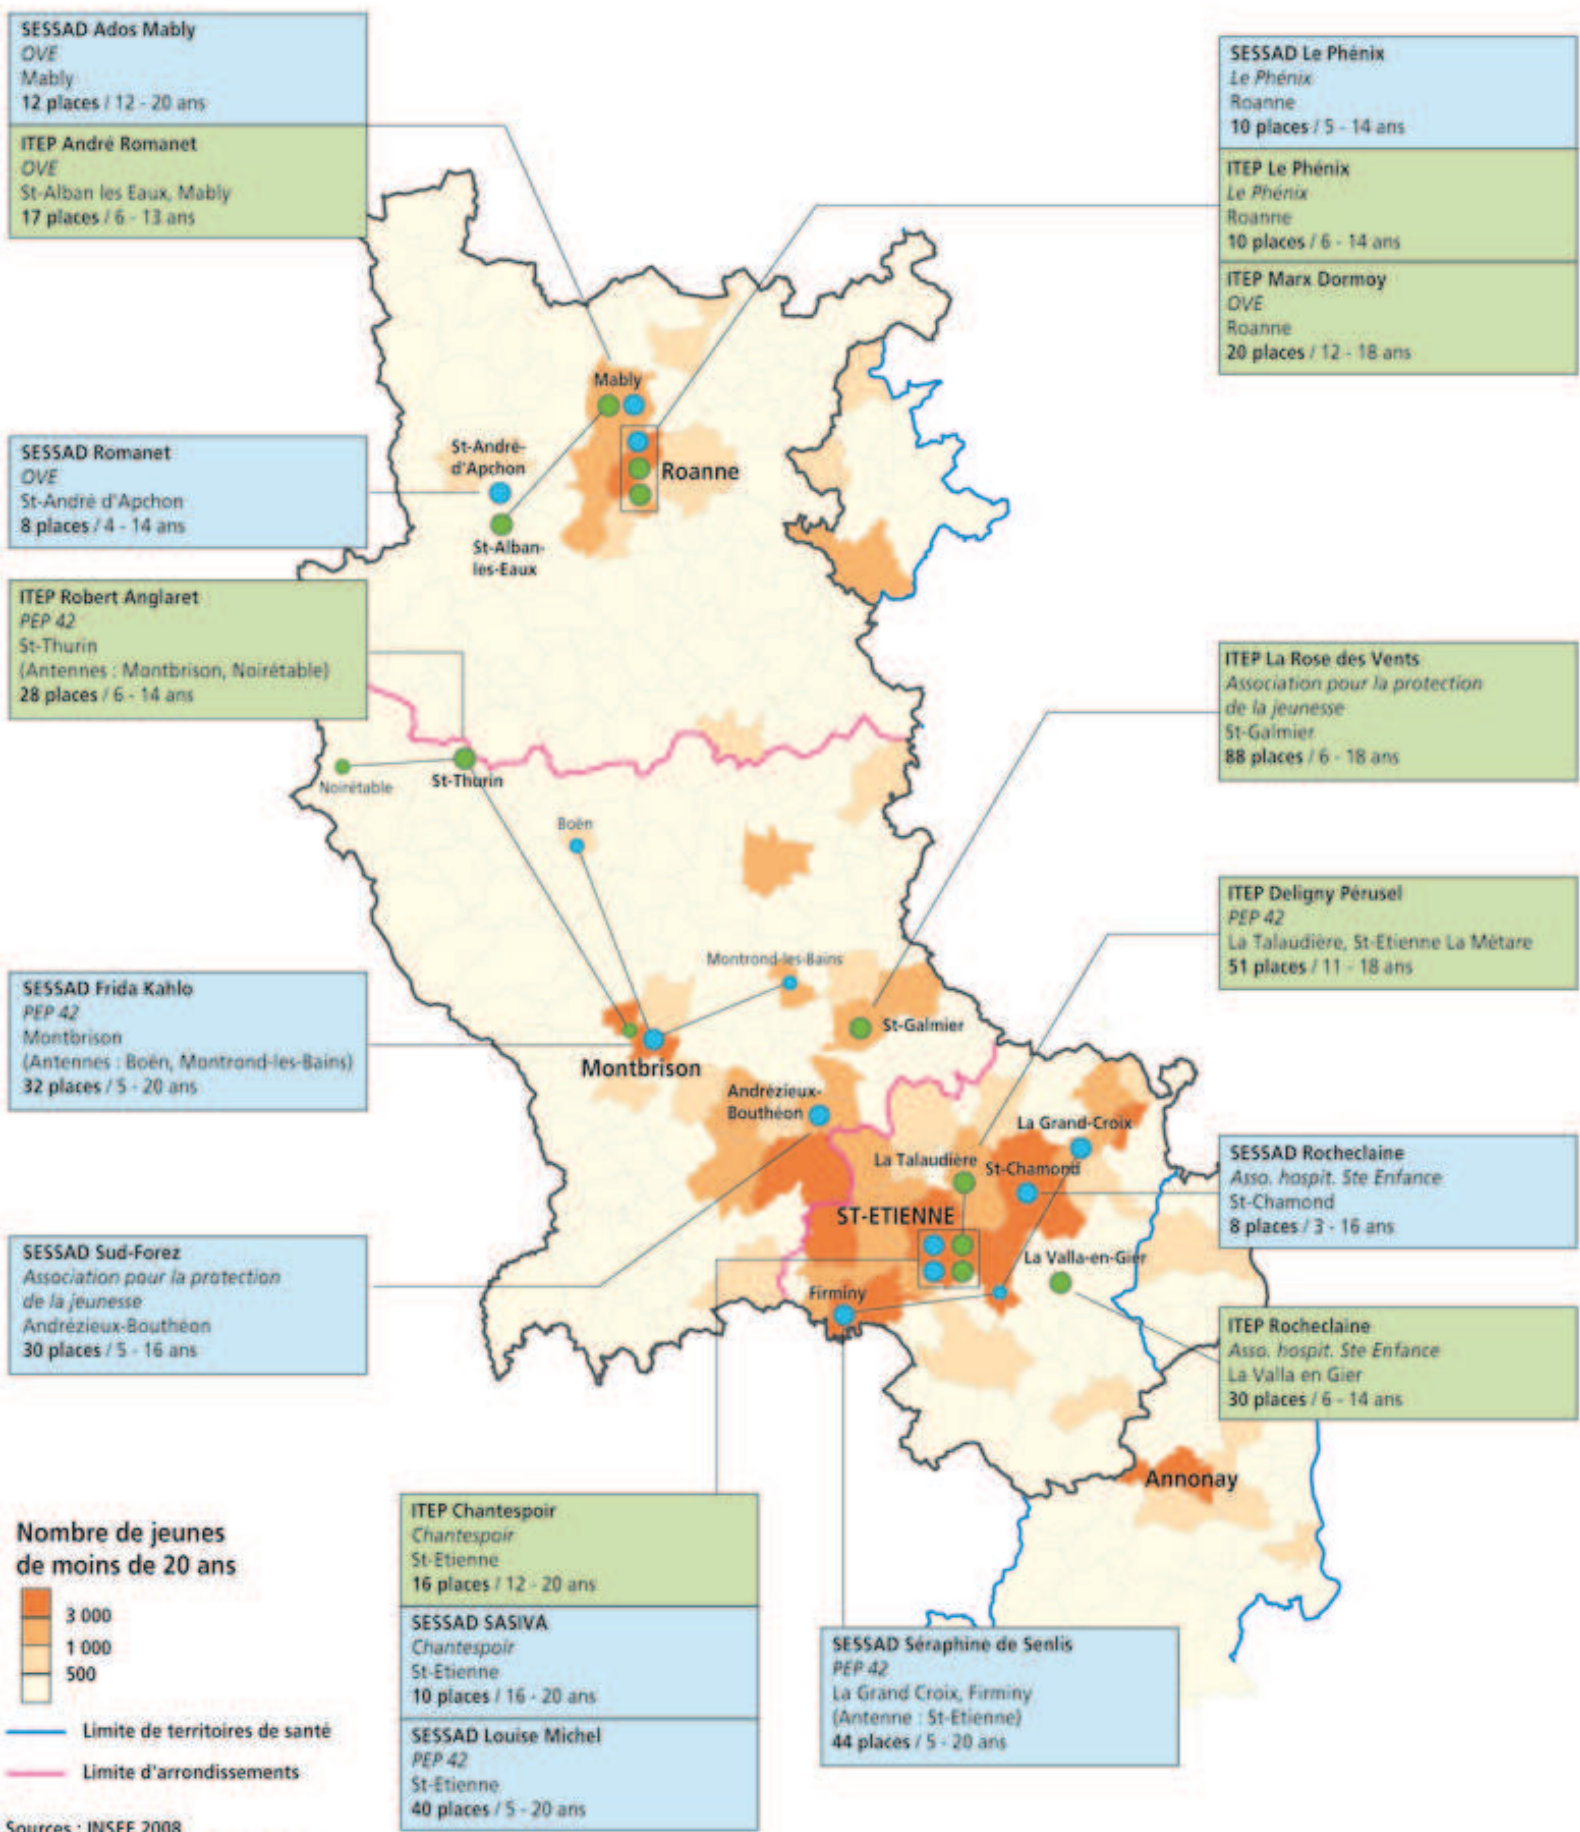 SESSAD Ados Mably
OVE
Mably
12 places / 12 - 20 ans
ITEP André Romanet
OVE
St-Alban les Eaux, Mably
17 places / 6 - 13 ans
SESSAD Le Phénix
Le Phénix
Roanne
10 places / 5 - 14 ans
ITEP Le Phénix
Le Phénix
Roanne
10 places / 6 - 14 ans
ITEP Marx Dormoy
OVE
Roanne
20 places / 12 - 18 ans
Mably
St-André-
d'Apchon
Roanne
St-Alban-
les-Eaux
SESSAD Romanet
OVE
St-André d'Apchon
8 places / 4 - 14 ans
ITEP Robert Anglaret
PEP 42
St-Thurin
(Antennes : Montbrison, Noirétable)
28 places / 6 - 14 ans
ITEP La Rose des Vents
Association pour la protection
de la jeunesse
St-Galmier
88 places / 6 - 18 ans
Noirétable
St-Thurin
Boën
ITEP Deligny Pérusel
PEP 42
La Talaudière, St-Etienne La Métare
51 places / 11 - 18 ans
Montrond-les-Bains
St-Galmier
Montbrison
SESSAD Frida Kahlo
PEP 42
Montbrison
(Antennes : Boën, Montrond-les-Bains)
32 places / 5 - 20 ans
Andrézieux-
Bouthéon
La Grand-Croix
La Talaudière
St-Chamond
ST-ETIENNE
La Valla-en-Gier
Firminy
SESSAD Rocheclaine
Asso. hospit. Ste Enfance
St-Chamond
8 places / 3 - 16 ans
SESSAD Sud-Forez
Association pour la protection
de la jeunesse
Andrézieux-Bouthéon
30 places / 5 - 16 ans
ITEP Rocheclaine
Asso. hospit. Ste Enfance
La Valla en Gier
30 places / 6 - 14 ans
Annonay
ITEP Chantespoir
Chantespoir
St-Etienne
16 places / 12 - 20 ans
SESSAD SASIVA
Chantespoir
St-Etienne
10 places / 16 - 20 ans
SESSAD Louise Michel
PEP 42
St-Etienne
40 places / 5 - 20 ans
SESSAD Séraphine de Senlis
PEP 42
La Grand Croix, Firminy
(Antenne : St-Etienne)
44 places / 5 - 20 ans
Nombre de jeunes
de moins de 20 ans
3 000
1 000
500
Limite de territoires de santé
Limite d'arrondissements
Sources : INSEE 2008